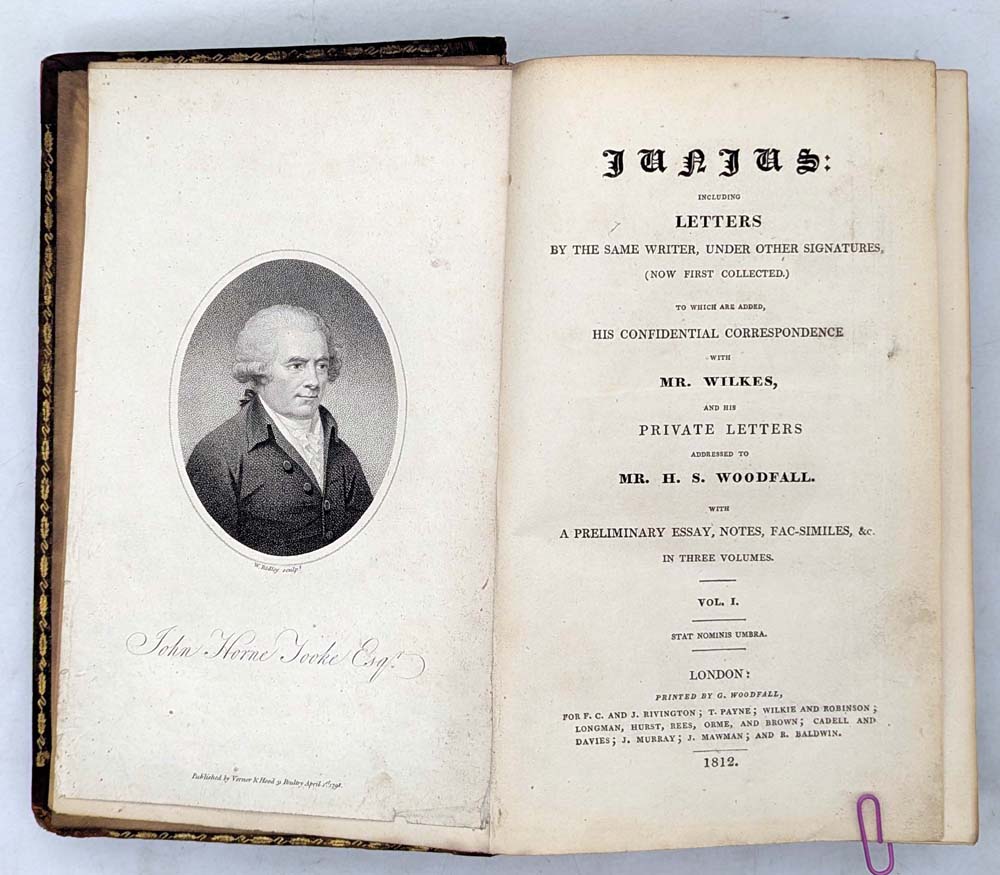 W. Ridley sculpt.
John Horne Tooke Esqr.
Published by Vernor & Hood 31 Poultry April 1st. 1798.
JUNIUS:
INCLUDING
LETTERS
BY THE SAME WRITER, UNDER OTHER SIGNATURES,
(NOW FIRST COLLECTED.)
TO WHICH ARE ADDED,
HIS CONFIDENTIAL CORRESPONDENCE
WITH
MR. WILKES,
AND HIS
PRIVATE LETTERS
ADDRESSED TO
MR. H. S. WOODFALL.
WITH
A PRELIMINARY ESSAY, NOTES, FAC-SIMILES, &c.
IN THREE VOLUMES.
VOL. I.
STAT NOMINIS UMBRA.
LONDON:
PRINTED BY G. WOODFALL,
FOR F. C. AND J. RIVINGTON; T. PAYNE; WILKIE AND ROBINSON;
LONGMAN, HURST, REES, ORME, AND BROWN; CADELL AND
DAVIES; J. MURRAY; J. MAWMAN; AND R. BALDWIN.
1812.